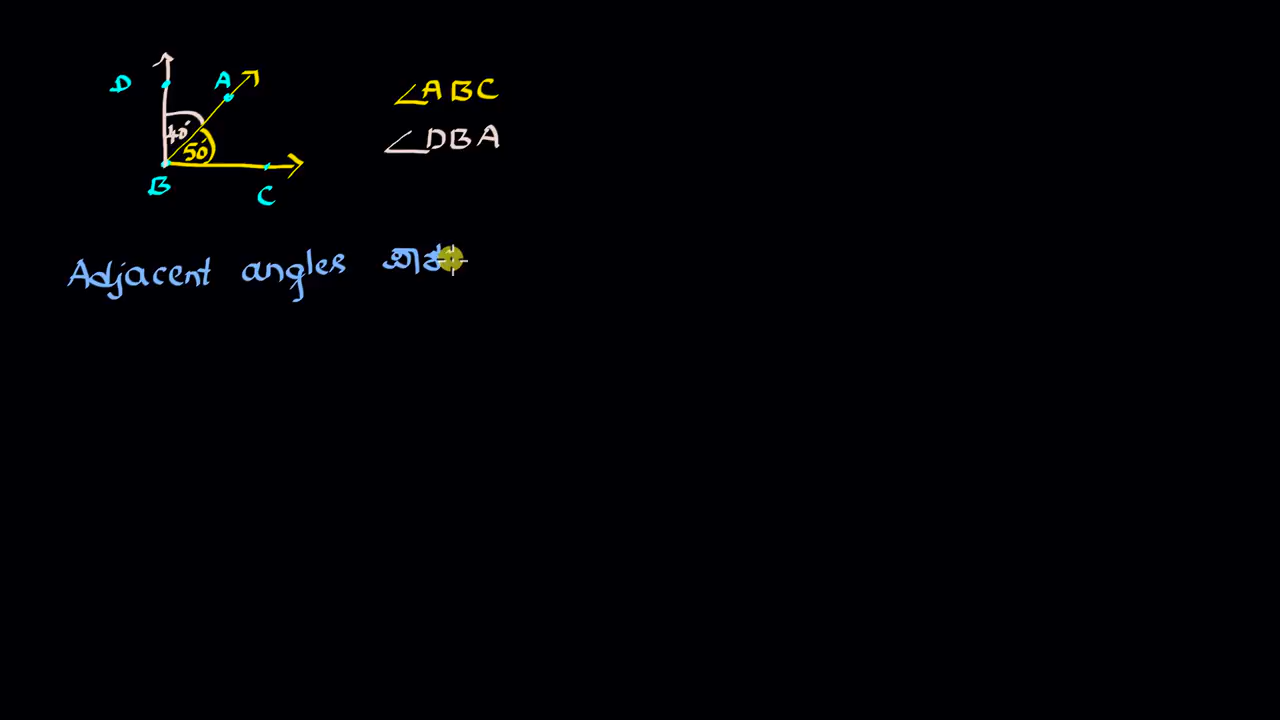 D A ∠ABC
40° ∠DBA
50°
B C
Adjacent angles